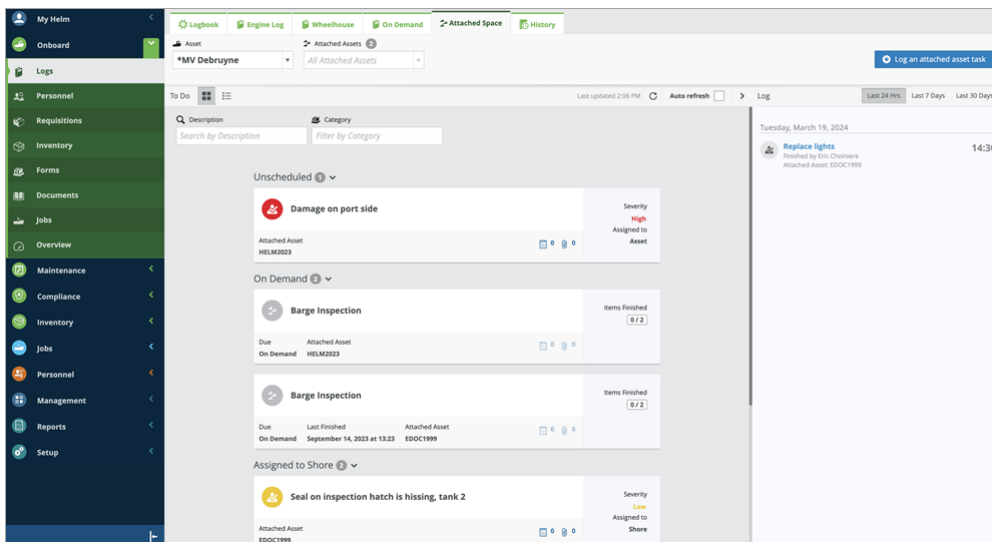 My Helm
Onboard
Logs
Personnel
Requisitions
Inventory
Forms
Documents
Jobs
Overview
Maintenance
Compliance
Inventory
Jobs
Personnel
Management
Reports
Setup
Logbook
Engine Log
Wheelhouse
On Demand
Attached Space
History
Asset
*MV Debruyne
Attached Assets 2
All Attached Assets
Log an attached asset task
To Do
Last updated 2:06 PM
Auto refresh
Log
Last 24 Hrs
Last 7 Days
Last 30 Days
Description
Search by Description
Category
Filter by Category
Unscheduled 1
Damage on port side
Severity
High
Assigned to
Asset
Attached Asset
HELM2023
0 0
On Demand 2
Barge Inspection
Items Finished
0 / 2
Due
On Demand
Attached Asset
HELM2023
0 0
Barge Inspection
Items Finished
0 / 2
Due
On Demand
Last Finished
September 14, 2023 at 13:23
Attached Asset
EDOC1999
0 0
Assigned to Shore 2
Seal on inspection hatch is hissing, tank 2
Severity
Low
Assigned to
Shore
Attached Asset
EDOC1999
0 0
Tuesday, March 19, 2024
Replace lights
14:30
Finished by Eric Choiniere
Attached Asset: EDOC1999